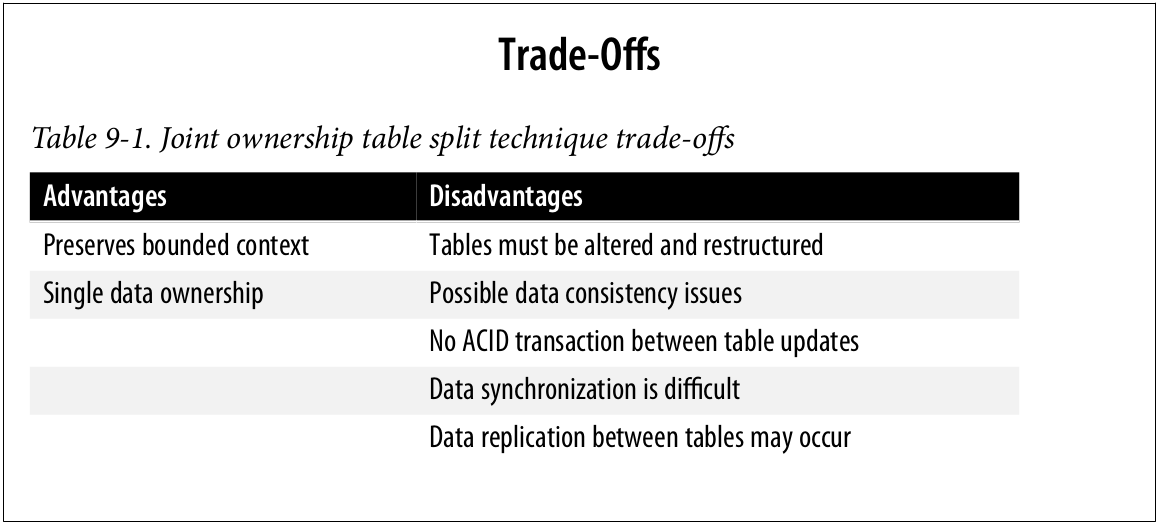 Trade-Offs
Table 9-1. Joint ownership table split technique trade-offs
Advantages Disadvantages
Preserves bounded context Tables must be altered and restructured
Single data ownership Possible data consistency issues
No ACID transaction between table updates
Data synchronization is difficult
Data replication between tables may occur